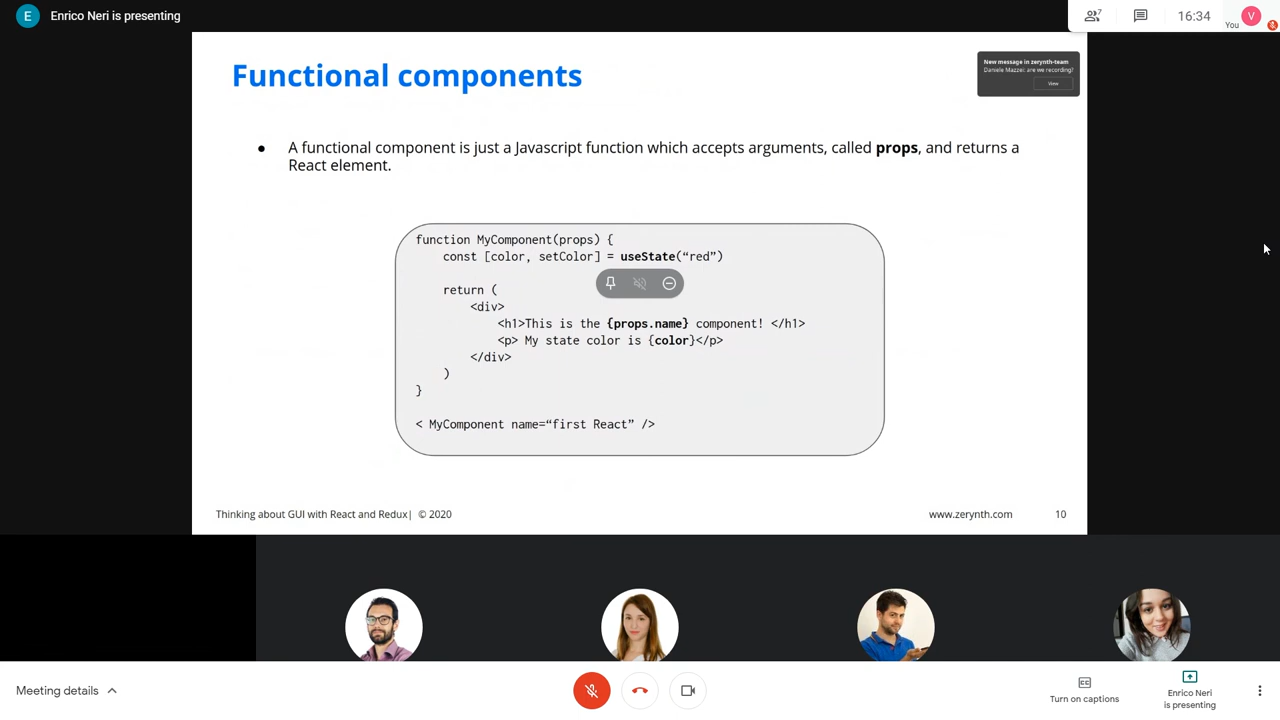 E Enrico Neri is presenting
7 16:34 You V
Functional components
New message in zerynth-team
Daniele Mazzei: are we recording?
View
● A functional component is just a Javascript function which accepts arguments, called props, and returns a
React element.
function MyComponent(props) {
const [color, setColor] = useState(“red”)
return (
<div>
<h1>This is the {props.name} component! </h1>
<p> My state color is {color}</p>
</div>
)
}
< MyComponent name=“first React” />
Thinking about GUI with React and Redux| © 2020
www.zerynth.com 10
Meeting details
CC
Turn on captions
Enrico Neri
is presenting